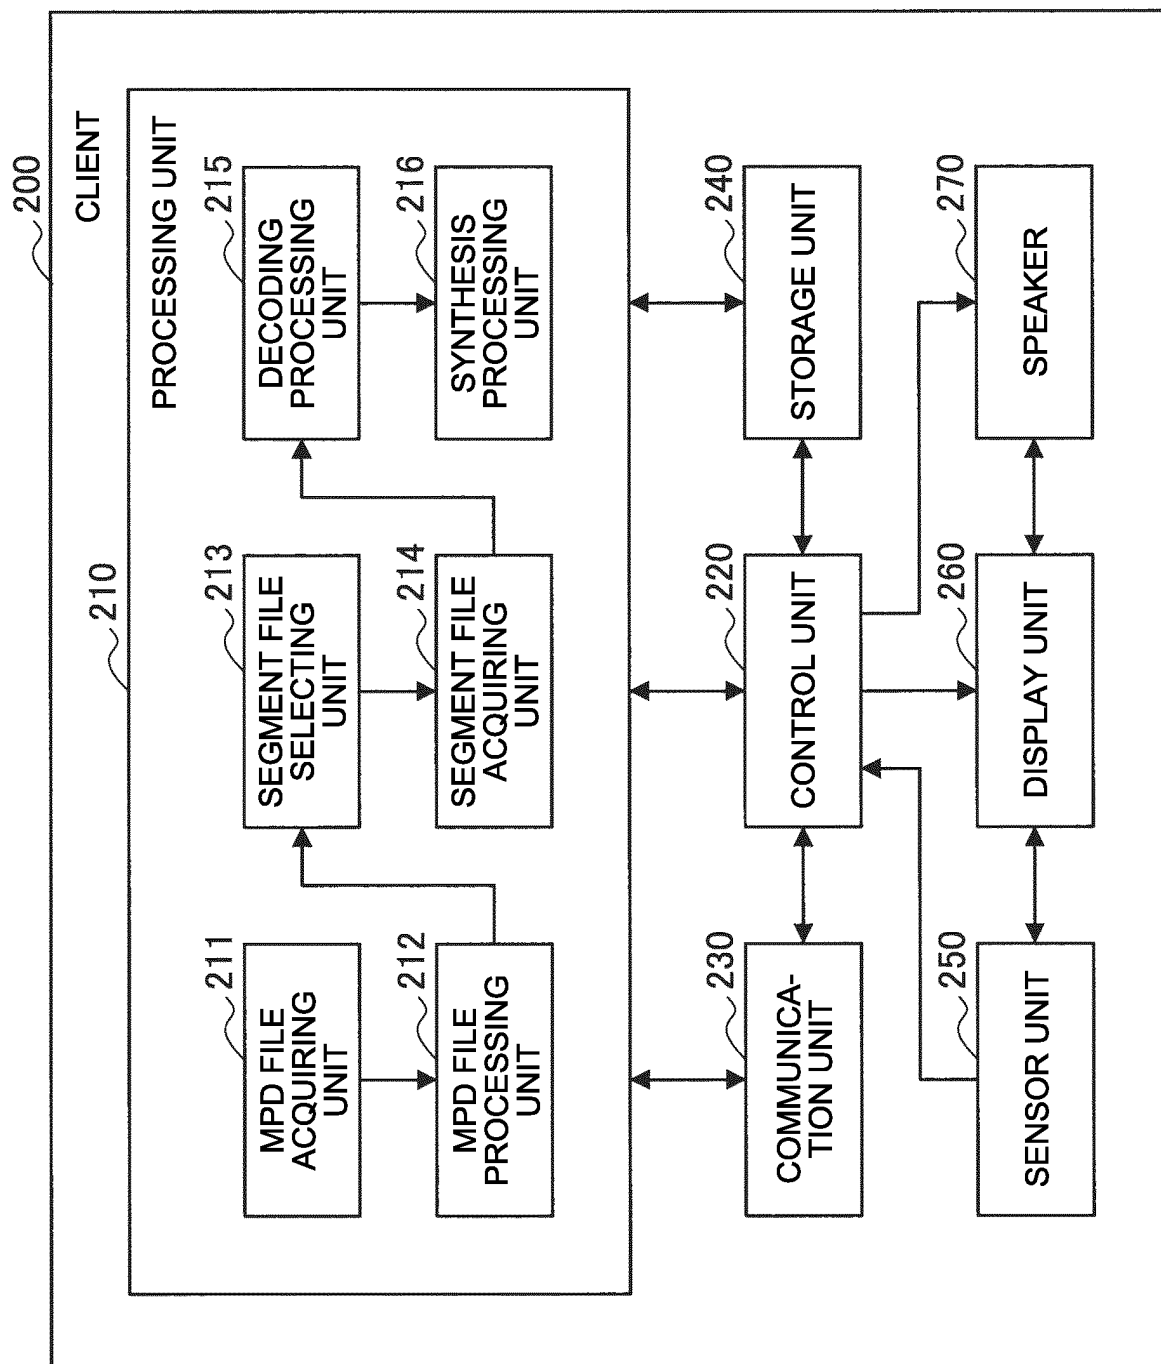 200
CLIENT
210
PROCESSING UNIT
211
MPD FILE
ACQUIRING
UNIT
213
SEGMENT FILE
SELECTING
UNIT
215
DECODING
PROCESSING
UNIT
212
MPD FILE
PROCESSING
UNIT
214
SEGMENT FILE
ACQUIRING
UNIT
216
SYNTHESIS
PROCESSING
UNIT
230
COMMUNICA-
TION UNIT
220
CONTROL UNIT
240
STORAGE UNIT
250
SENSOR UNIT
260
DISPLAY UNIT
270
SPEAKER